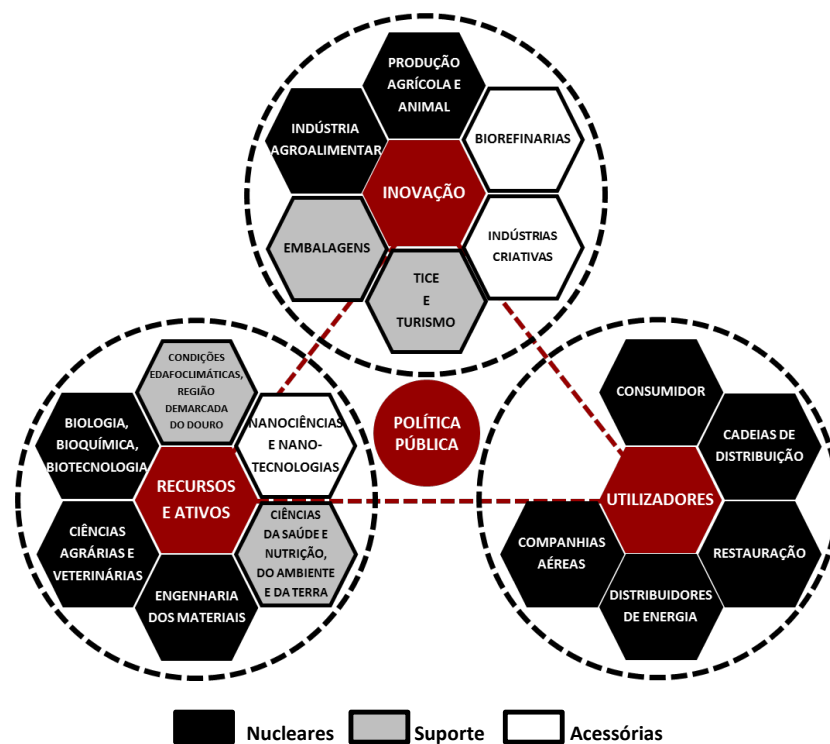 PRODUÇÃO
AGRÍCOLA E
ANIMAL
INDÚSTRIA
AGROALIMENTAR
BIOREFINARIAS
INOVAÇÃO
EMBALAGENS
INDÚSTRIAS
CRIATIVAS
TICE
E
TURISMO
POLÍTICA
PÚBLICA
CONDIÇÕES
EDAFOCLIMÁTICAS,
REGIÃO
DEMARCADA
DO DOURO
BIOLOGIA,
BIOQUÍMICA,
BIOTECNOLOGIA
NANOCIÊNCIAS
E NANO-
TECNOLOGIAS
RECURSOS
E ATIVOS
CIÊNCIAS
AGRÁRIAS E
VETERINÁRIAS
CIÊNCIAS
DA SAÚDE E
NUTRIÇÃO,
DO AMBIENTE
E DA TERRA
ENGENHARIA
DOS MATERIAIS
CONSUMIDOR
CADEIAS DE
DISTRIBUIÇÃO
UTILIZADORES
COMPANHIAS
AÉREAS
RESTAURAÇÃO
DISTRIBUIDORES
DE ENERGIA
Nucleares
Suporte
Acessórias